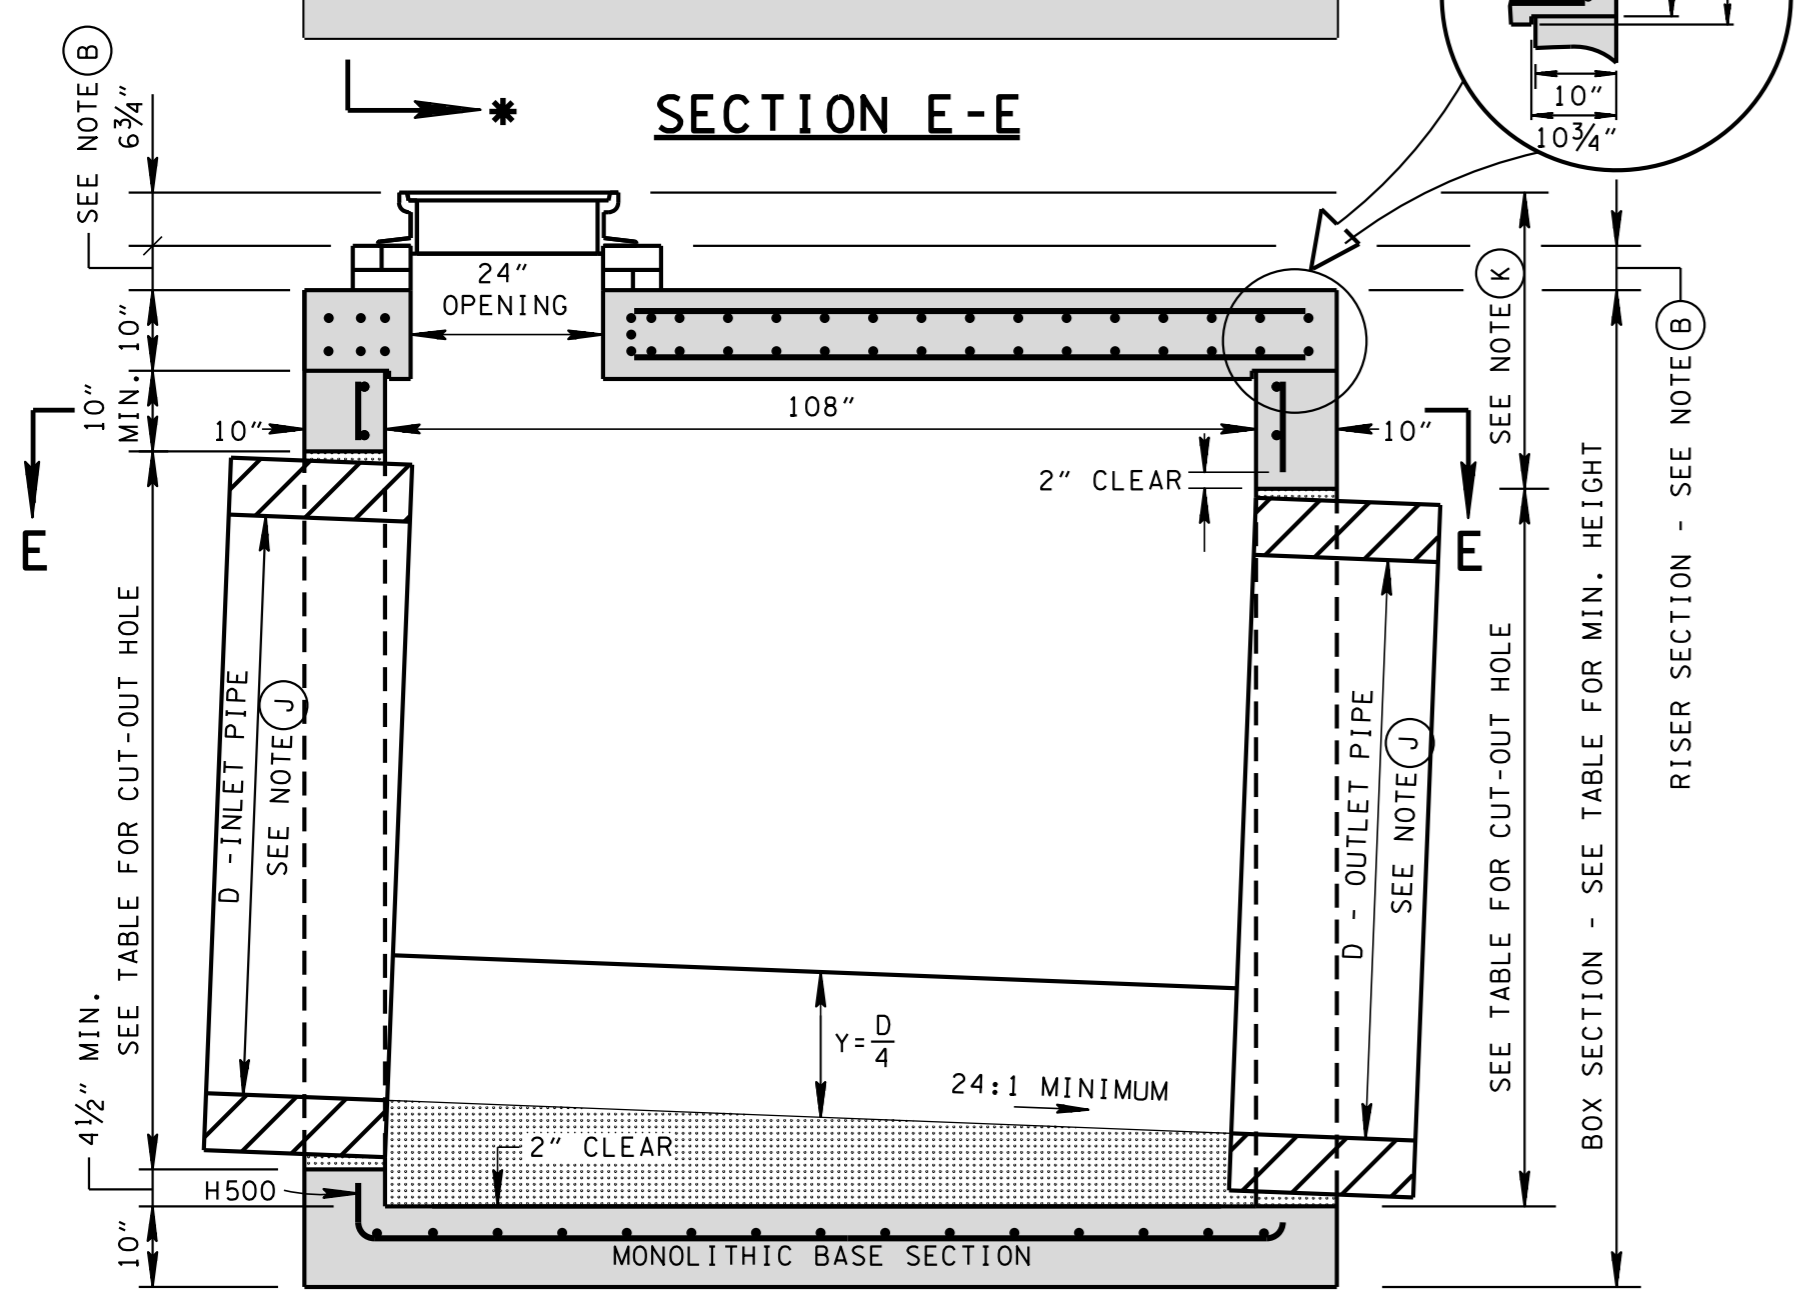 SECTION E-E
10"
10¾"
SEE NOTE B
6¾"
24"
OPENING
10"
10"
MIN.
10"
108"
10"
2" CLEAR
SEE NOTE K
E
E
SEE TABLE FOR CUT-OUT HOLE
D -INLET PIPE
SEE NOTE J
D - OUTLET PIPE
SEE NOTE J
SEE TABLE FOR CUT-OUT HOLE
BOX SECTION - SEE TABLE FOR MIN. HEIGHT
RISER SECTION - SEE NOTE B
Y=D/4
24:1 MINIMUM
2" CLEAR
4½" MIN.
H500
10"
MONOLITHIC BASE SECTION